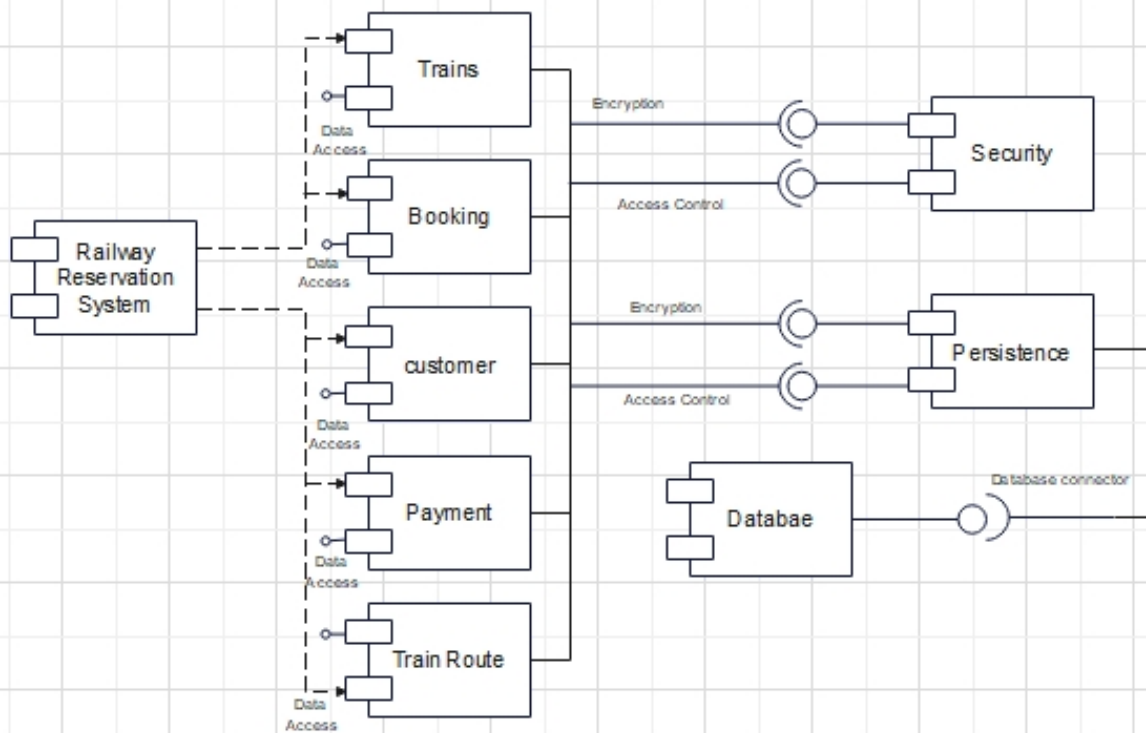 Trains
Data
Access
Encryption
Security
Access Control
Booking
Data
Access
Railway
Reservation
System
customer
Data
Access
Encryption
Persistence
Access Control
Payment
Data
Access
Databae
Database connector
Train Route
Data
Access